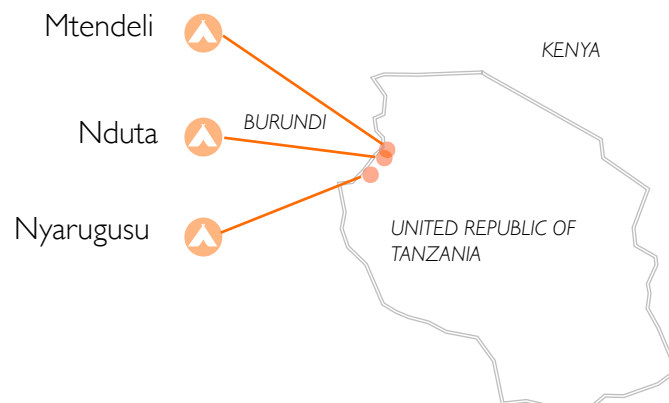 Mtendeli
KENYA
BURUNDI
Nduta
Nyarugusu
UNITED REPUBLIC OF
TANZANIA